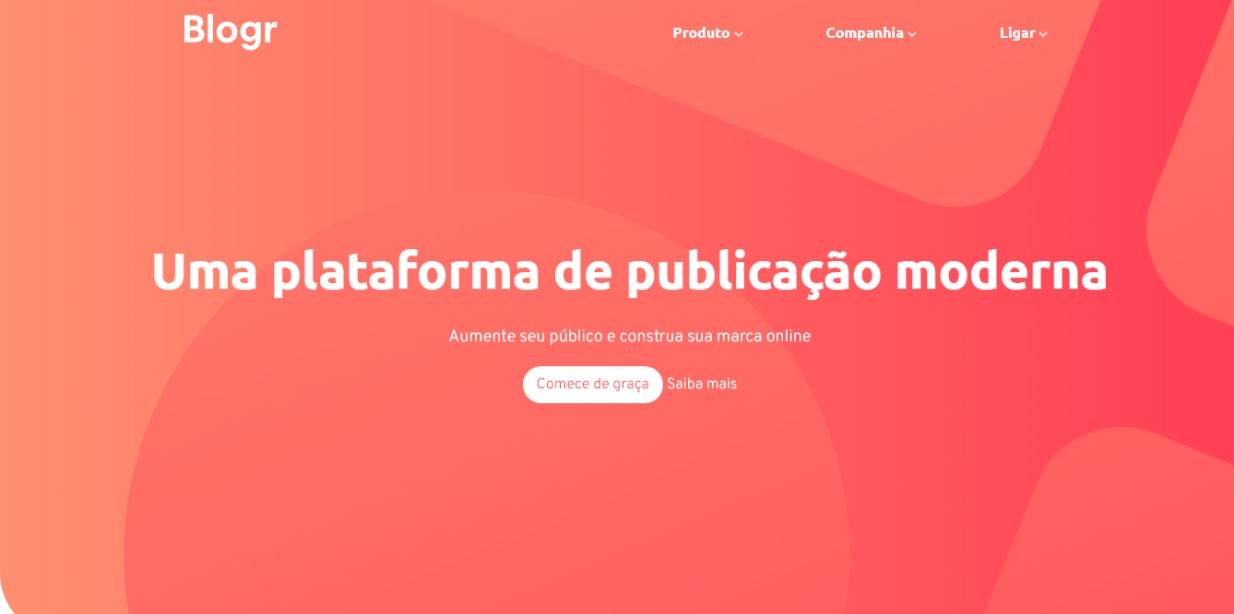 Blogr
Produto
Companhia
Ligar
Uma plataforma de publicação moderna
Aumente seu público e construa sua marca online
Comece de graça
Saiba mais